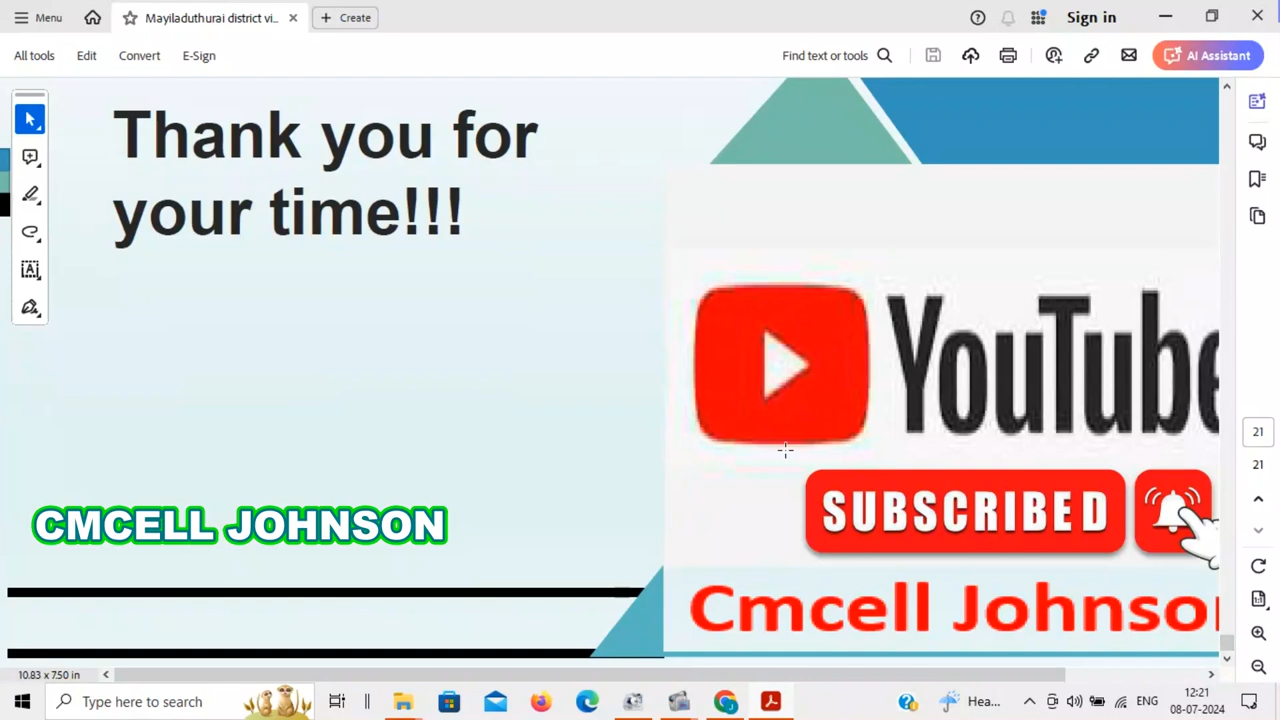 Menu
Mayiladuthurai district vi...
Create
Sign in
All tools
Edit
Convert
E-Sign
Find text or tools
AI Assistant
Thank you for
your time!!!
YouTube
SUBSCRIBED
CMCELL JOHNSON
Cmcell Johnson
21
21
10.83 x 7.50 in
Type here to search
Hea...
ENG
12:21
08-07-2024